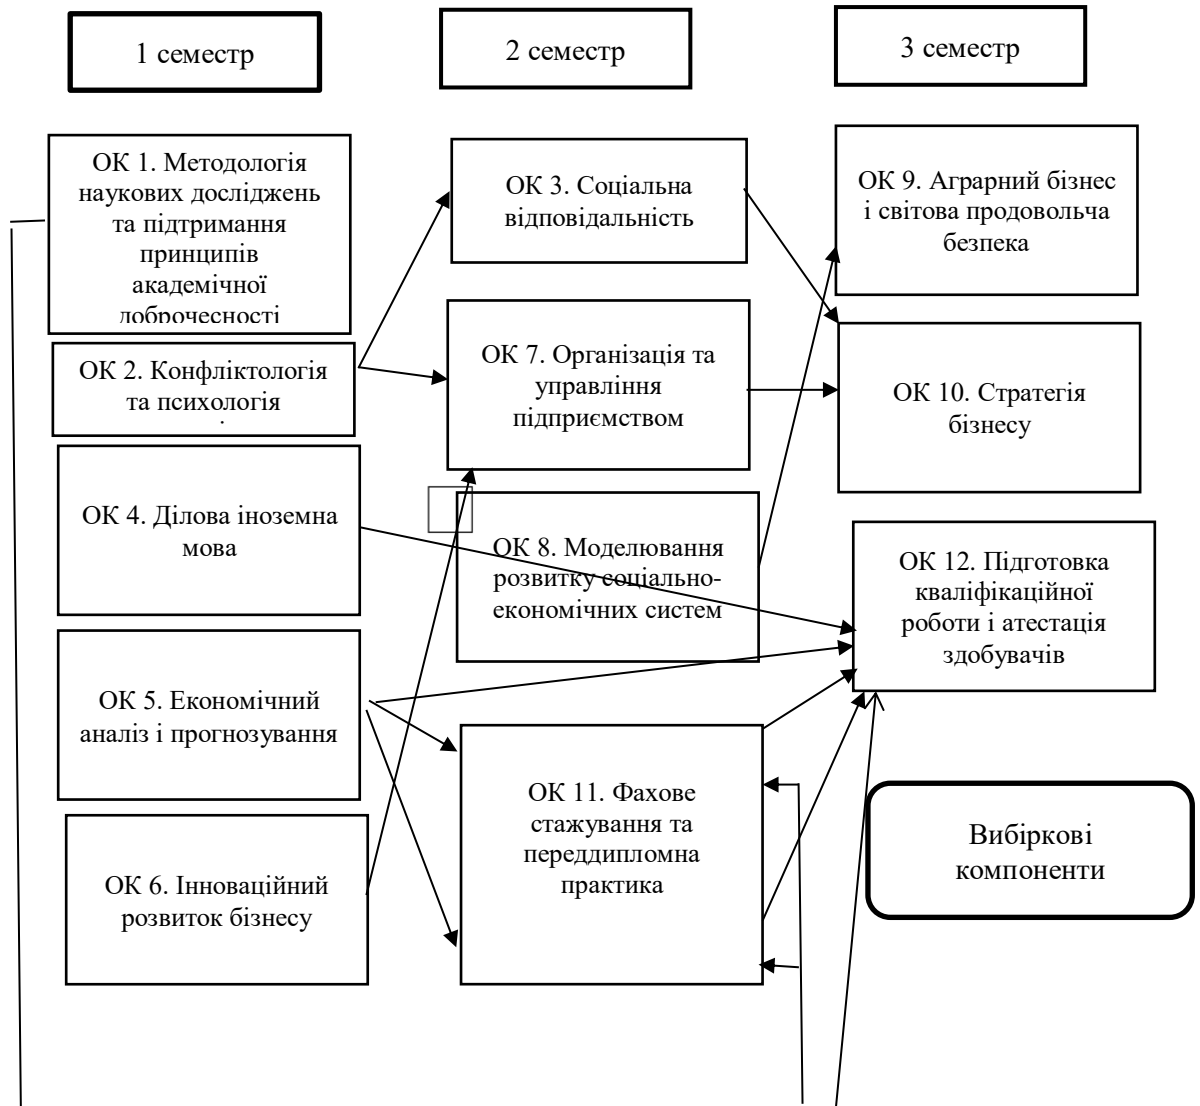 1 семестр
2 семестр
3 семестр
ОК 1. Методологія
наукових досліджень
та підтримання
принципів
академічної
доброчесності
ОК 2. Конфліктологія
та психологія
ОК 4. Ділова іноземна
мова
ОК 5. Економічний
аналіз і прогнозування
ОК 6. Інноваційний
розвиток бізнесу
ОК 3. Соціальна
відповідальність
ОК 7. Організація та
управління
підприємством
ОК 8. Моделювання
розвитку соціально-
економічних систем
ОК 11. Фахове
стажування та
переддипломна
практика
ОК 9. Аграрний бізнес
і світова продовольча
безпека
ОК 10. Стратегія
бізнесу
ОК 12. Підготовка
кваліфікаційної
роботи і атестація
здобувачів
Вибіркові
компоненти